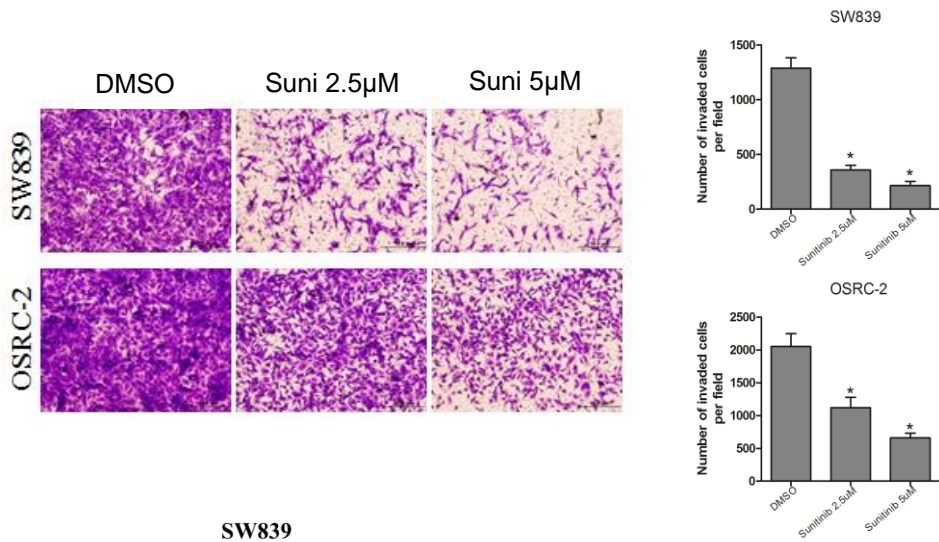 DMSO Suni 2.5μM Suni 5μM
SW839
OSRC-2
SW839
Number of invaded cells
per field
1500
1000
500
0
DMSO
Sunitinib 2.5uM
Sunitinib 5uM
*
*
OSRC-2
Number of invaded cells
per field
2500
2000
1500
1000
500
0
DMSO
Sunitinib 2.5uM
Sunitinib 5uM
*
*
SW839